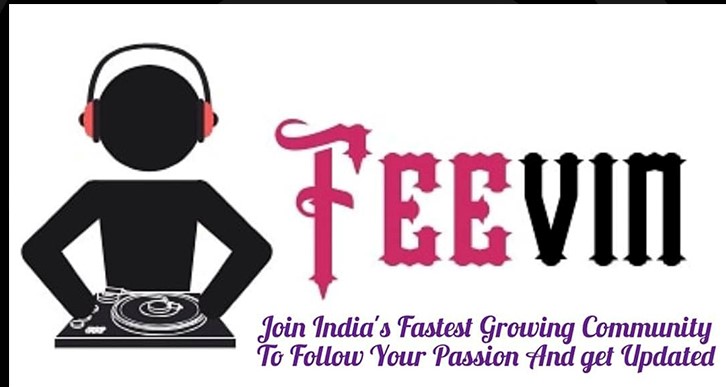 FEEVIN
Join India's Fastest Growing Community
To Follow Your Passion And get Updated